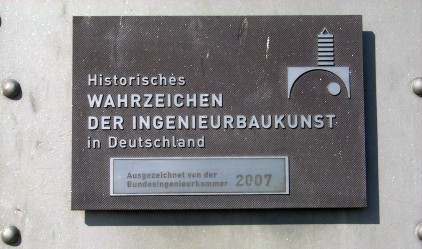 Historisches
WAHRZEICHEN
DER INGENIEURBAUKUNST
in Deutschland
Ausgezeichnet von der
Bundesingenieurkammer 2007